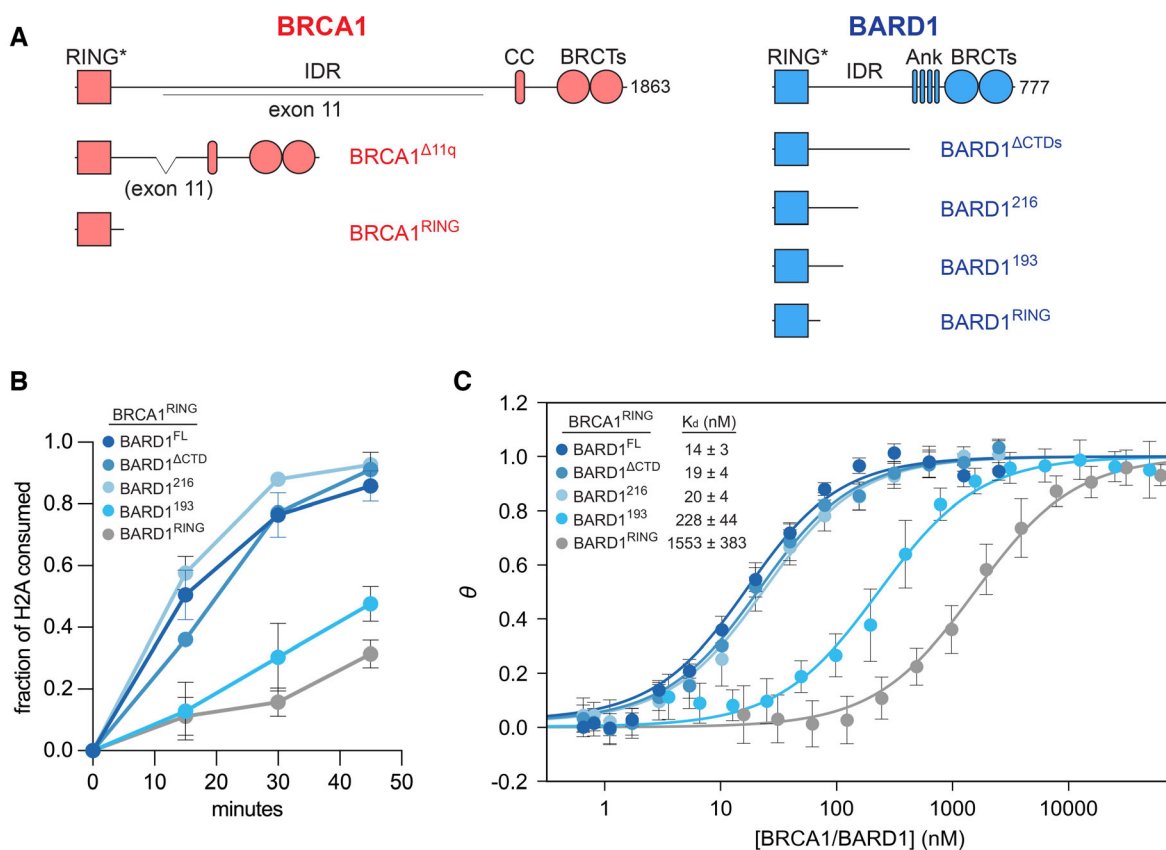 A
BRCA1
RING*
IDR
CC
BRCTs
1863
exon 11
BRCA1Δ11q
(exon 11)
BRCA1RING
BARD1
RING*
IDR
Ank
BRCTs
777
BARD1ΔCTDs
BARD1216
BARD1193
BARD1RING
B
BRCA1RING
BARD1FL
BARD1ΔCTD
BARD1216
BARD1193
BARD1RING
fraction of H2A consumed
1.0
0.8
0.6
0.4
0.2
0.0
0 10 20 30 40 50
minutes
C
BRCA1RING Kd (nM)
BARD1FL 14 ± 3
BARD1ΔCTD 19 ± 4
BARD1216 20 ± 4
BARD1193 228 ± 44
BARD1RING 1553 ± 383
θ
1.2
1.0
0.8
0.6
0.4
0.2
0.0
-0.2
1 10 100 1000 10000
[BRCA1/BARD1] (nM)